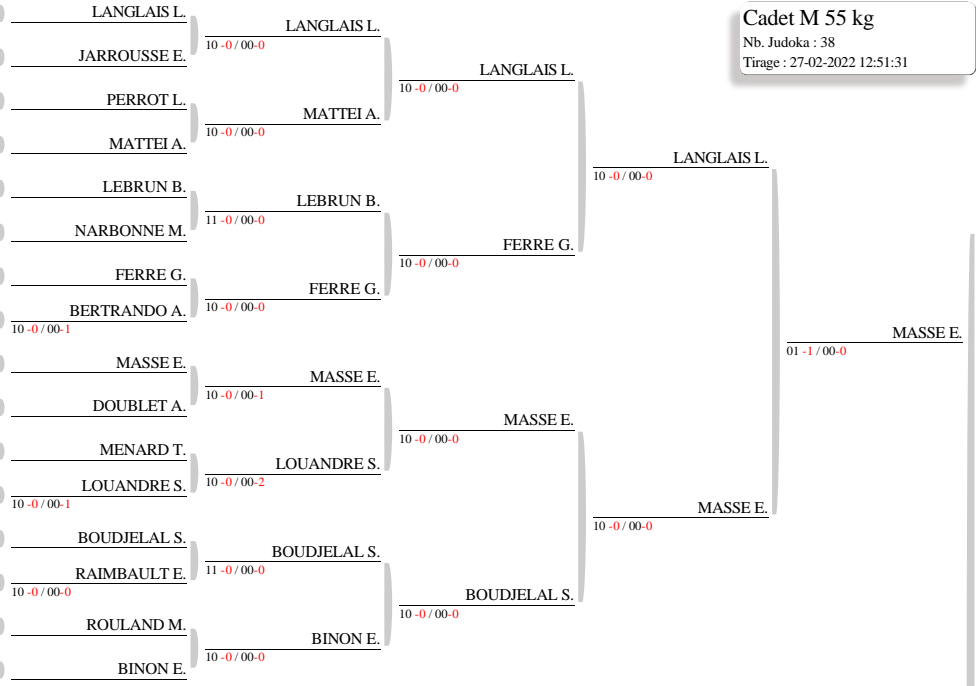 LANGLAIS L.
JARROUSSE E.
PERROT L.
MATTEI A.
LEBRUN B.
NARBONNE M.
FERRE G.
BERTRANDO A.
10 -0 / 00-1
MASSE E.
DOUBLET A.
MENARD T.
LOUANDRE S.
10 -0 / 00-1
BOUDJELAL S.
RAIMBAULT E.
10 -0 / 00-0
ROULAND M.
BINON E.
LANGLAIS L.
10 -0 / 00-0
MATTEI A.
10 -0 / 00-0
LEBRUN B.
11 -0 / 00-0
FERRE G.
10 -0 / 00-0
MASSE E.
10 -0 / 00-1
LOUANDRE S.
10 -0 / 00-2
BOUDJELAL S.
11 -0 / 00-0
BINON E.
10 -0 / 00-0
LANGLAIS L.
10 -0 / 00-0
FERRE G.
10 -0 / 00-0
MASSE E.
10 -0 / 00-0
BOUDJELAL S.
10 -0 / 00-0
LANGLAIS L.
10 -0 / 00-0
MASSE E.
10 -0 / 00-0
MASSE E.
01 -1 / 00-0
Cadet M 55 kg
Nb. Judoka : 38
Tirage : 27-02-2022 12:51:31